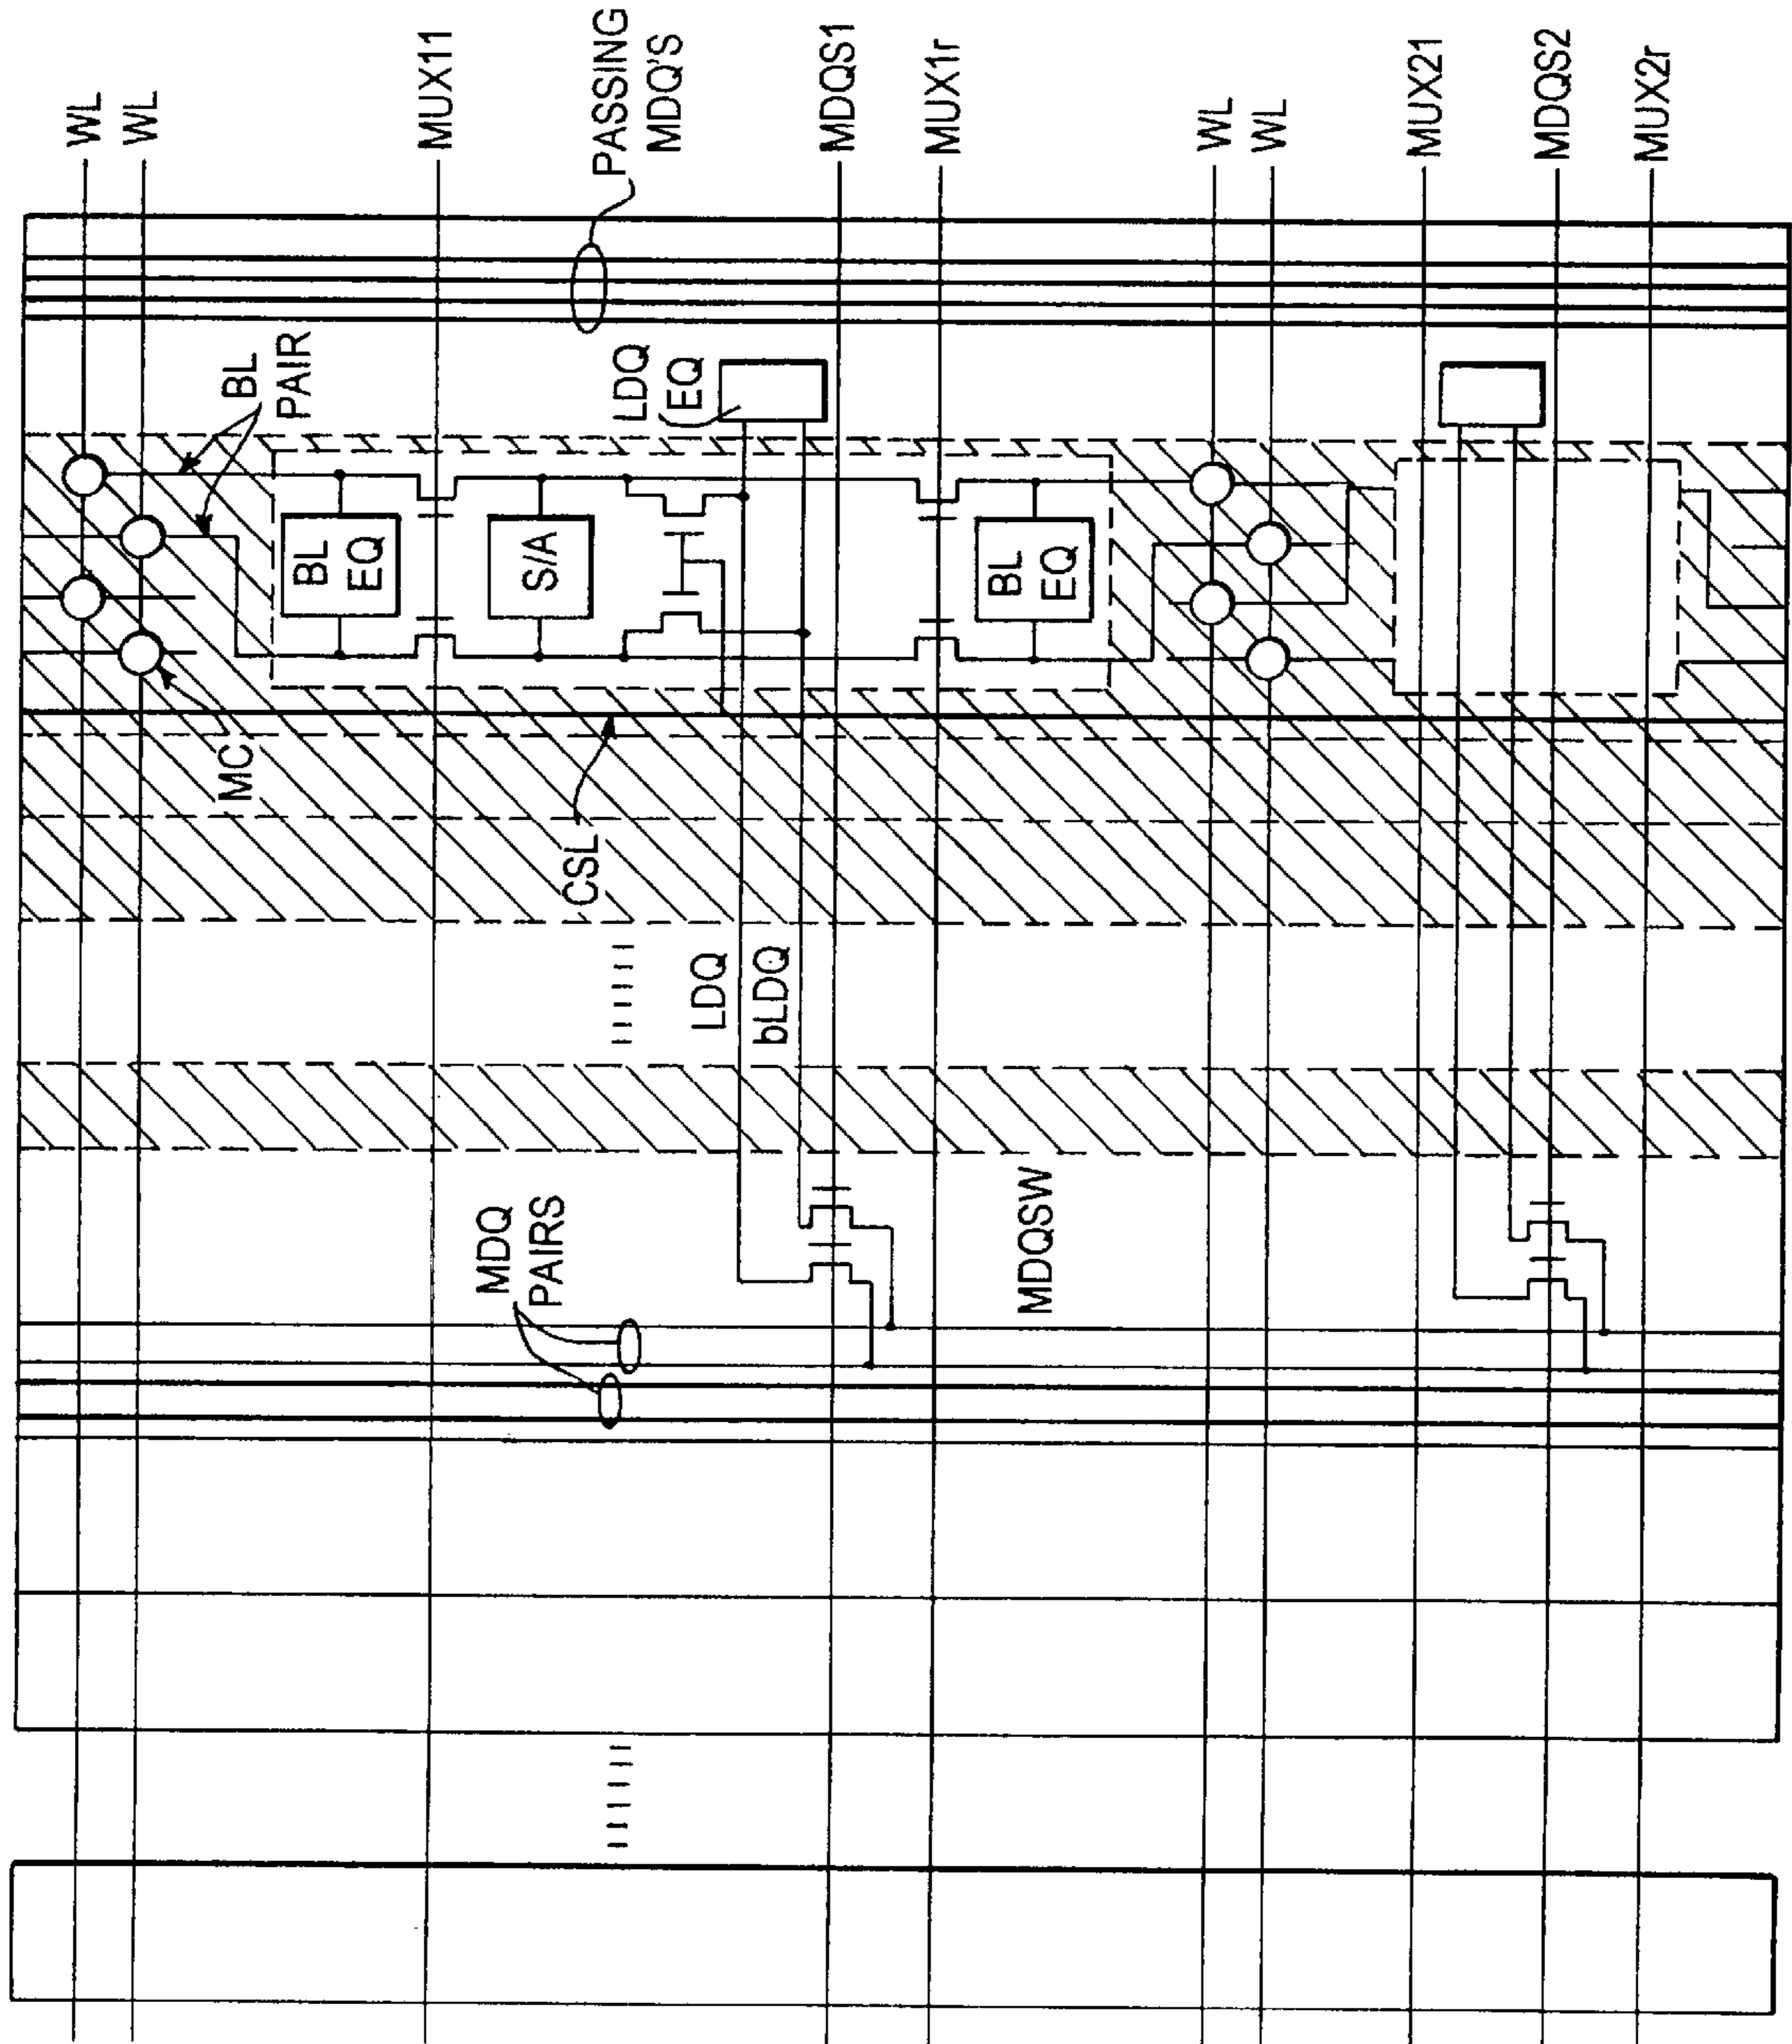 WL
WL
MUX11
PASSING
MDQ'S
MDQS1
MUX1r
WL
WL
MUX21
MDQS2
MUX2r
BL
PAIR
BL
EQ
S/A
LDQ
EQ
BL
EQ
MC
CSL
LDQ
bLDQ
MDQ
PAIRS
MDQSW